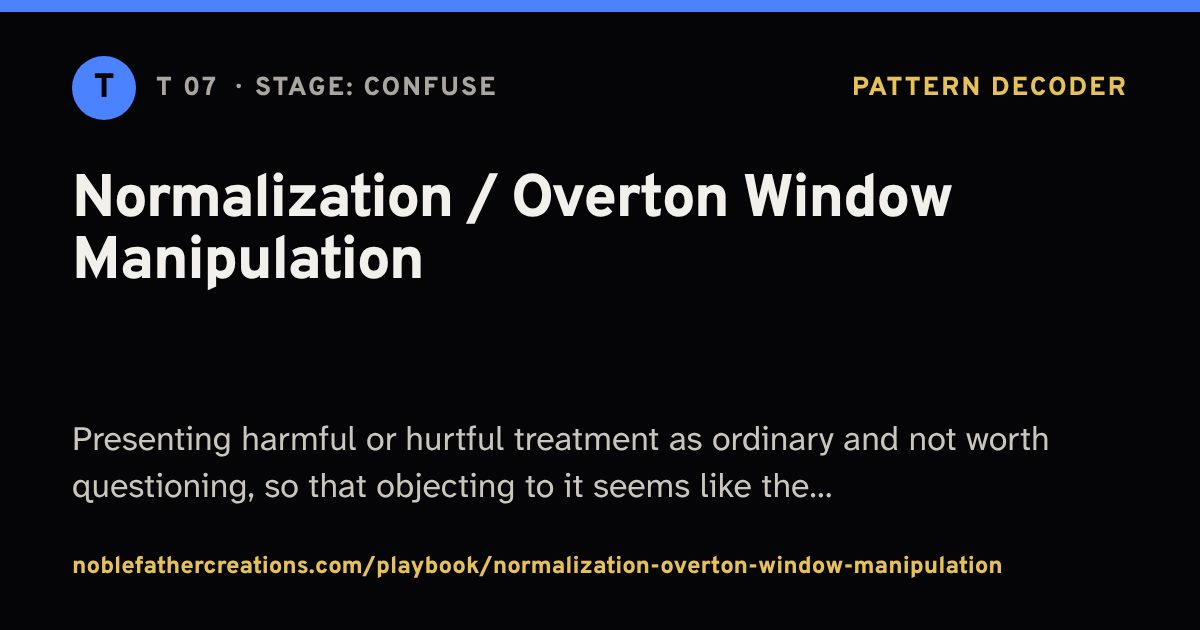 T
T 07 · STAGE: CONFUSE
PATTERN DECODER
Normalization / Overton Window
Manipulation
Presenting harmful or hurtful treatment as ordinary and not worth
questioning, so that objecting to it seems like the...
noblefathercreations.com/playbook/normalization-overton-window-manipulation